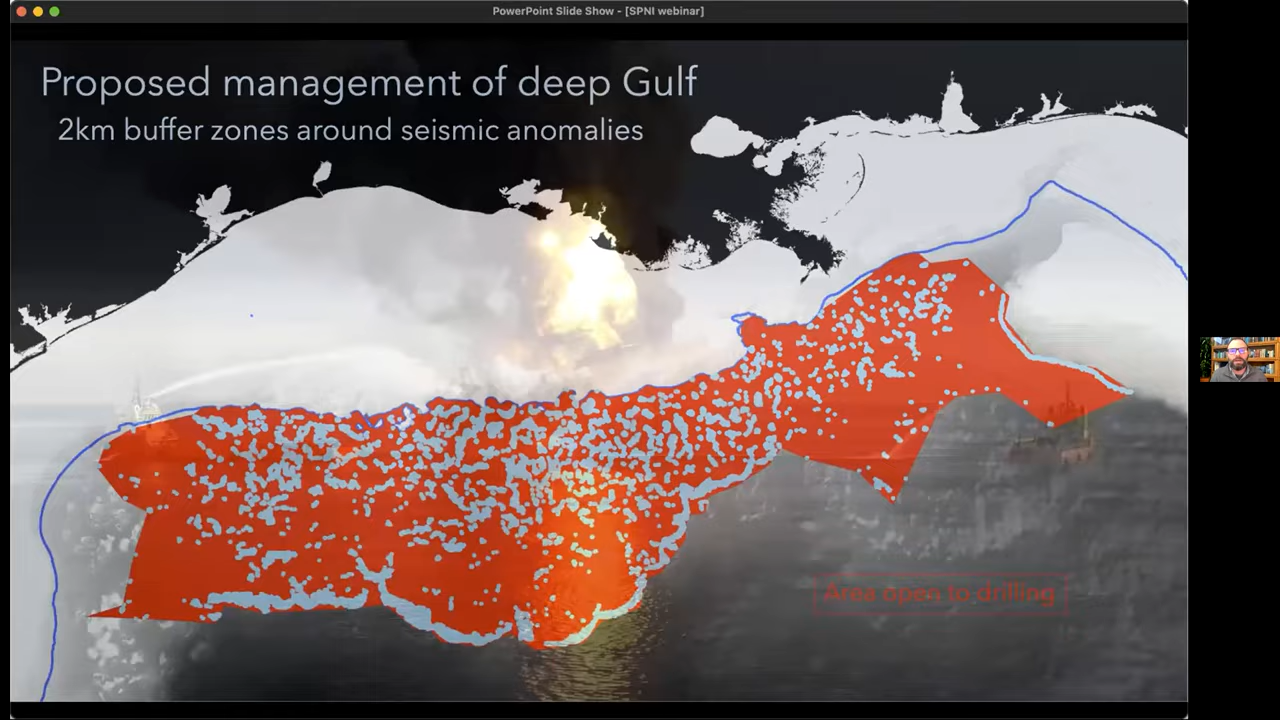 PowerPoint Slide Show - [SPNI webinar]
Proposed management of deep Gulf
2km buffer zones around seismic anomalies
Area open to drilling